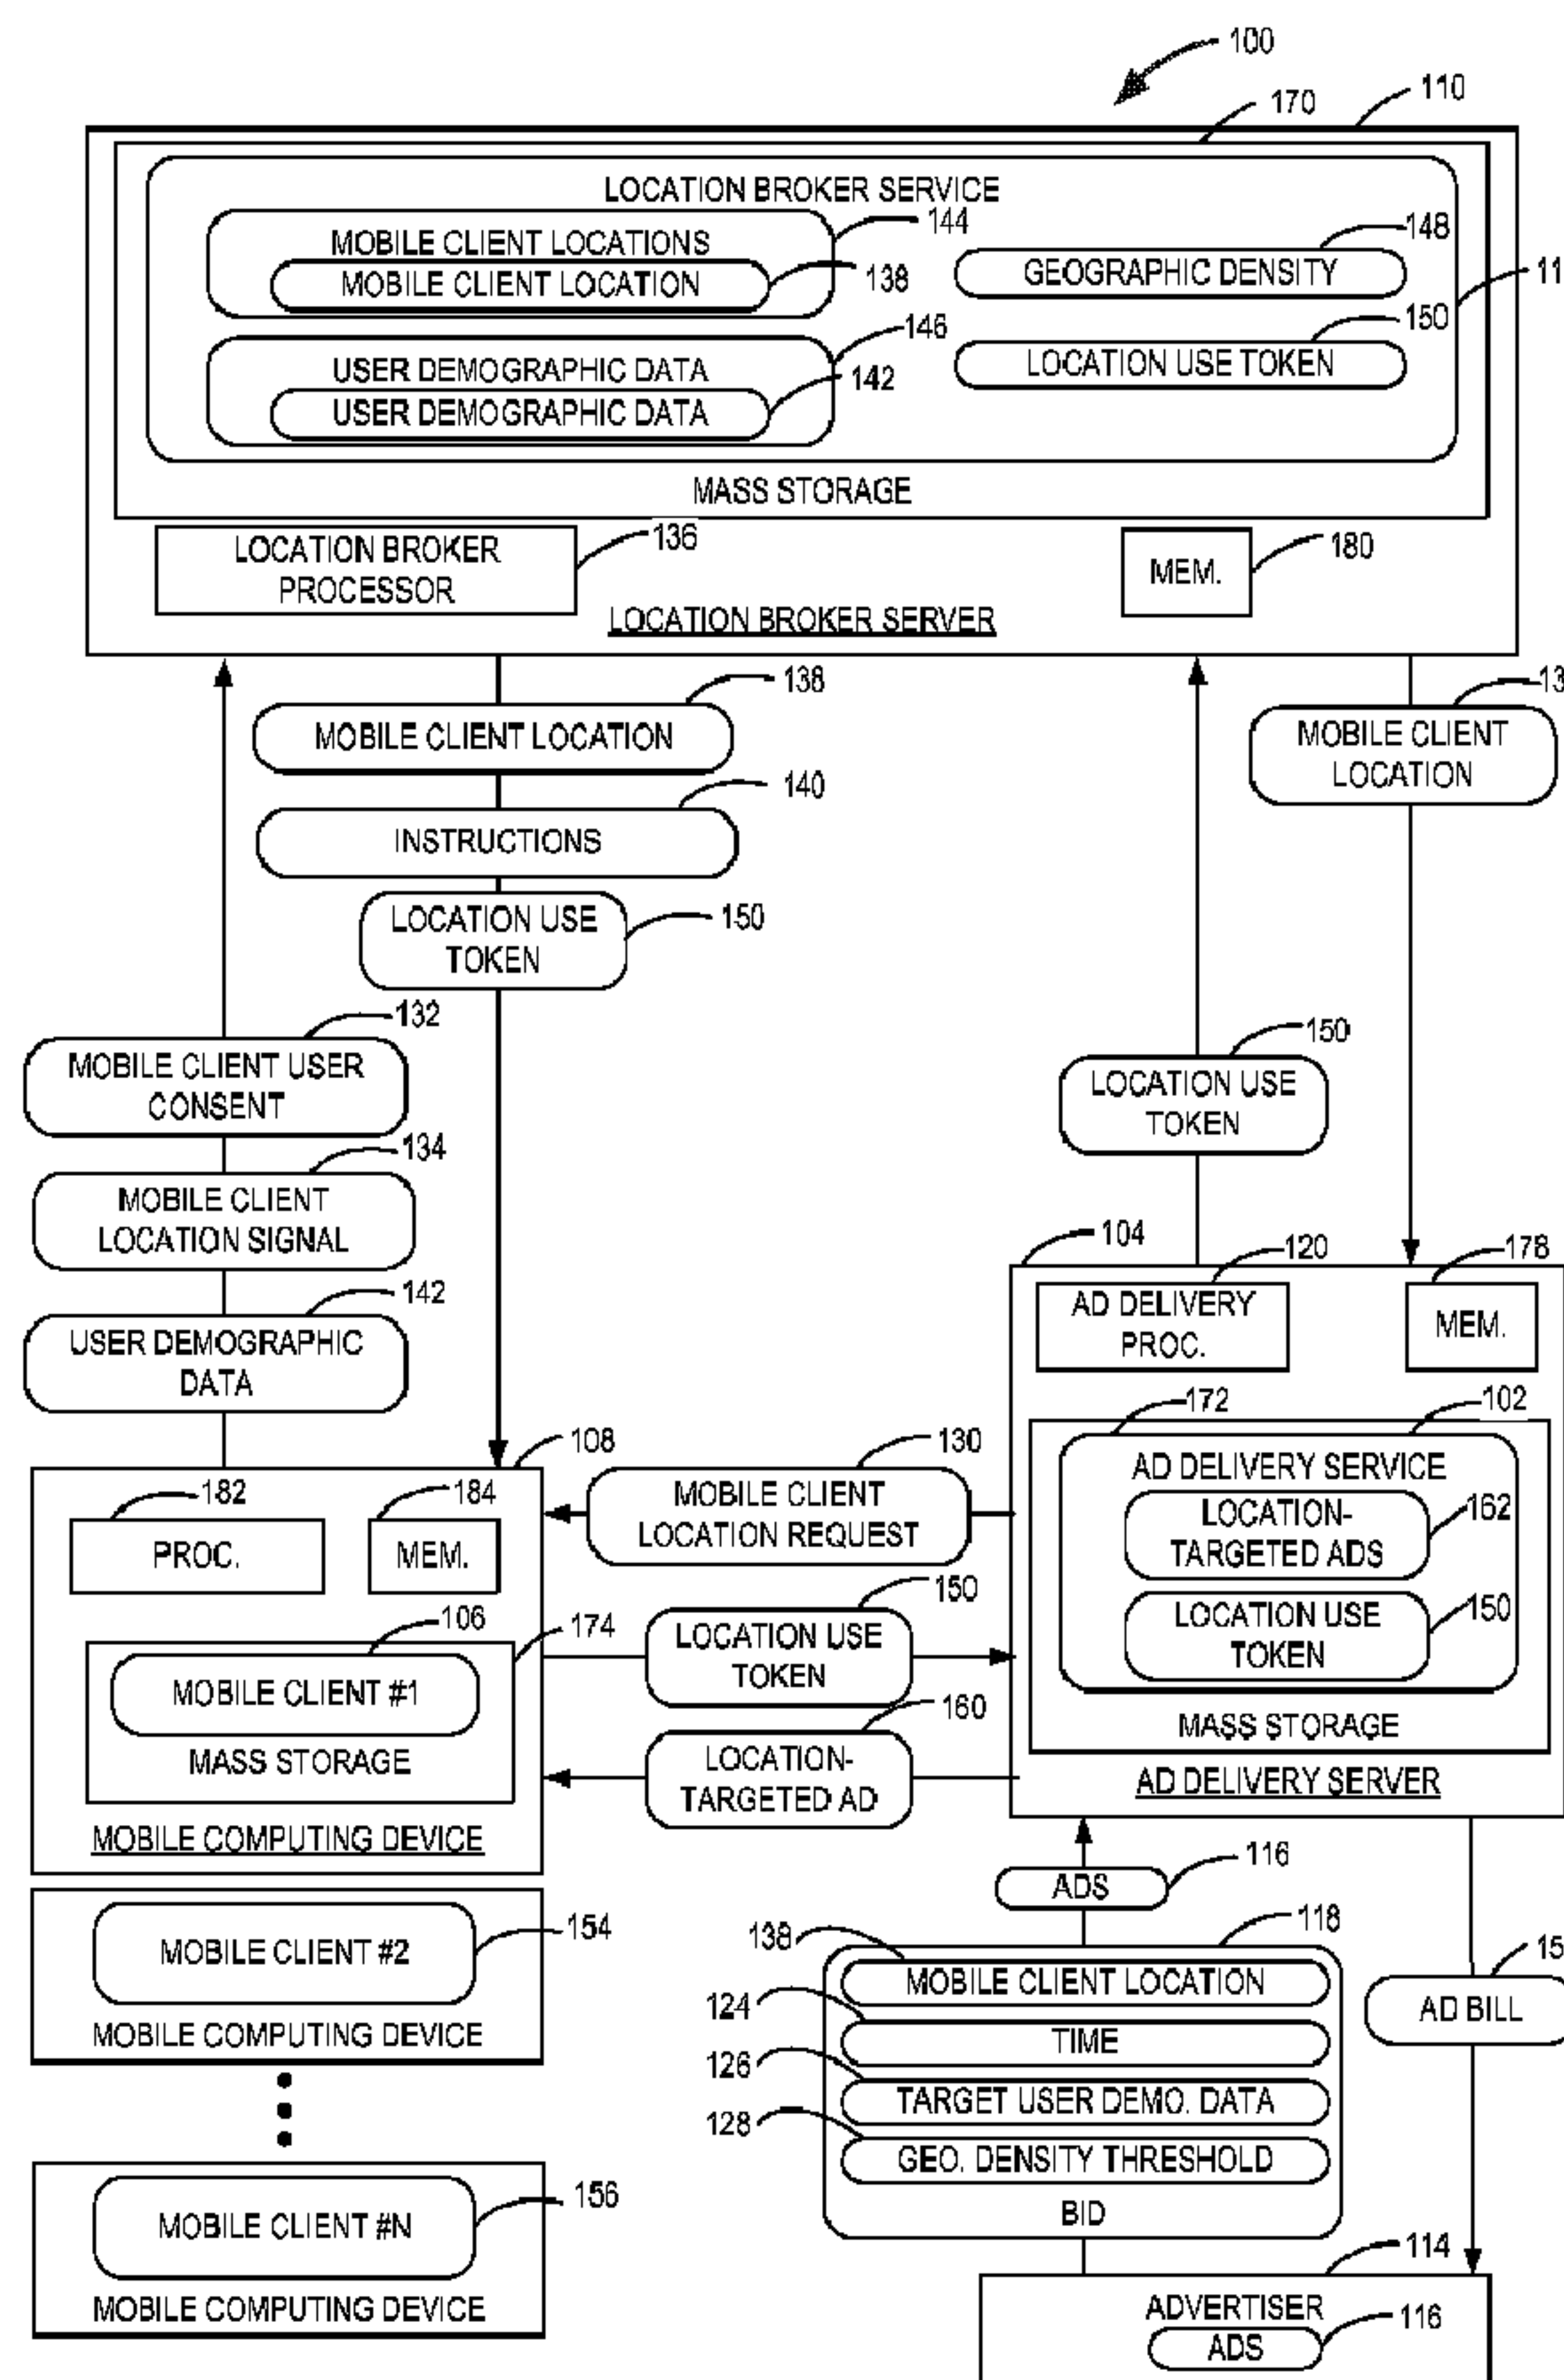 100
110
170
LOCATION BROKER SERVICE
144
MOBILE CLIENT LOCATIONS
148
MOBILE CLIENT LOCATION
138
GEOGRAPHIC DENSITY
11
146
150
USER DEMOGRAPHIC DATA
142
LOCATION USE TOKEN
USER DEMOGRAPHIC DATA
MASS STORAGE
LOCATION BROKER
PROCESSOR
136
MEM.
180
LOCATION BROKER SERVER
138
MOBILE CLIENT LOCATION
13
MOBILE CLIENT
LOCATION
140
INSTRUCTIONS
LOCATION USE
TOKEN
150
132
MOBILE CLIENT USER
CONSENT
150
LOCATION USE
TOKEN
134
MOBILE CLIENT
LOCATION SIGNAL
142
USER DEMOGRAPHIC
DATA
104
120
178
AD DELIVERY
PROC.
MEM.
172
102
AD DELIVERY SERVICE
LOCATION-
TARGETED ADS
162
LOCATION USE
TOKEN
150
MASS STORAGE
AD DELIVERY SERVER
108
182
184
PROC.
MEM.
130
MOBILE CLIENT
LOCATION REQUEST
106
174
MOBILE CLIENT #1
MASS STORAGE
MOBILE COMPUTING DEVICE
150
LOCATION USE
TOKEN
160
LOCATION-
TARGETED AD
MOBILE CLIENT #2
154
MOBILE COMPUTING DEVICE
MOBILE CLIENT #N
156
MOBILE COMPUTING DEVICE
ADS
116
138
118
MOBILE CLIENT LOCATION
124
TIME
126
TARGET USER DEMO. DATA
128
GEO. DENSITY THRESHOLD
BID
15
AD BILL
114
ADVERTISER
ADS
116